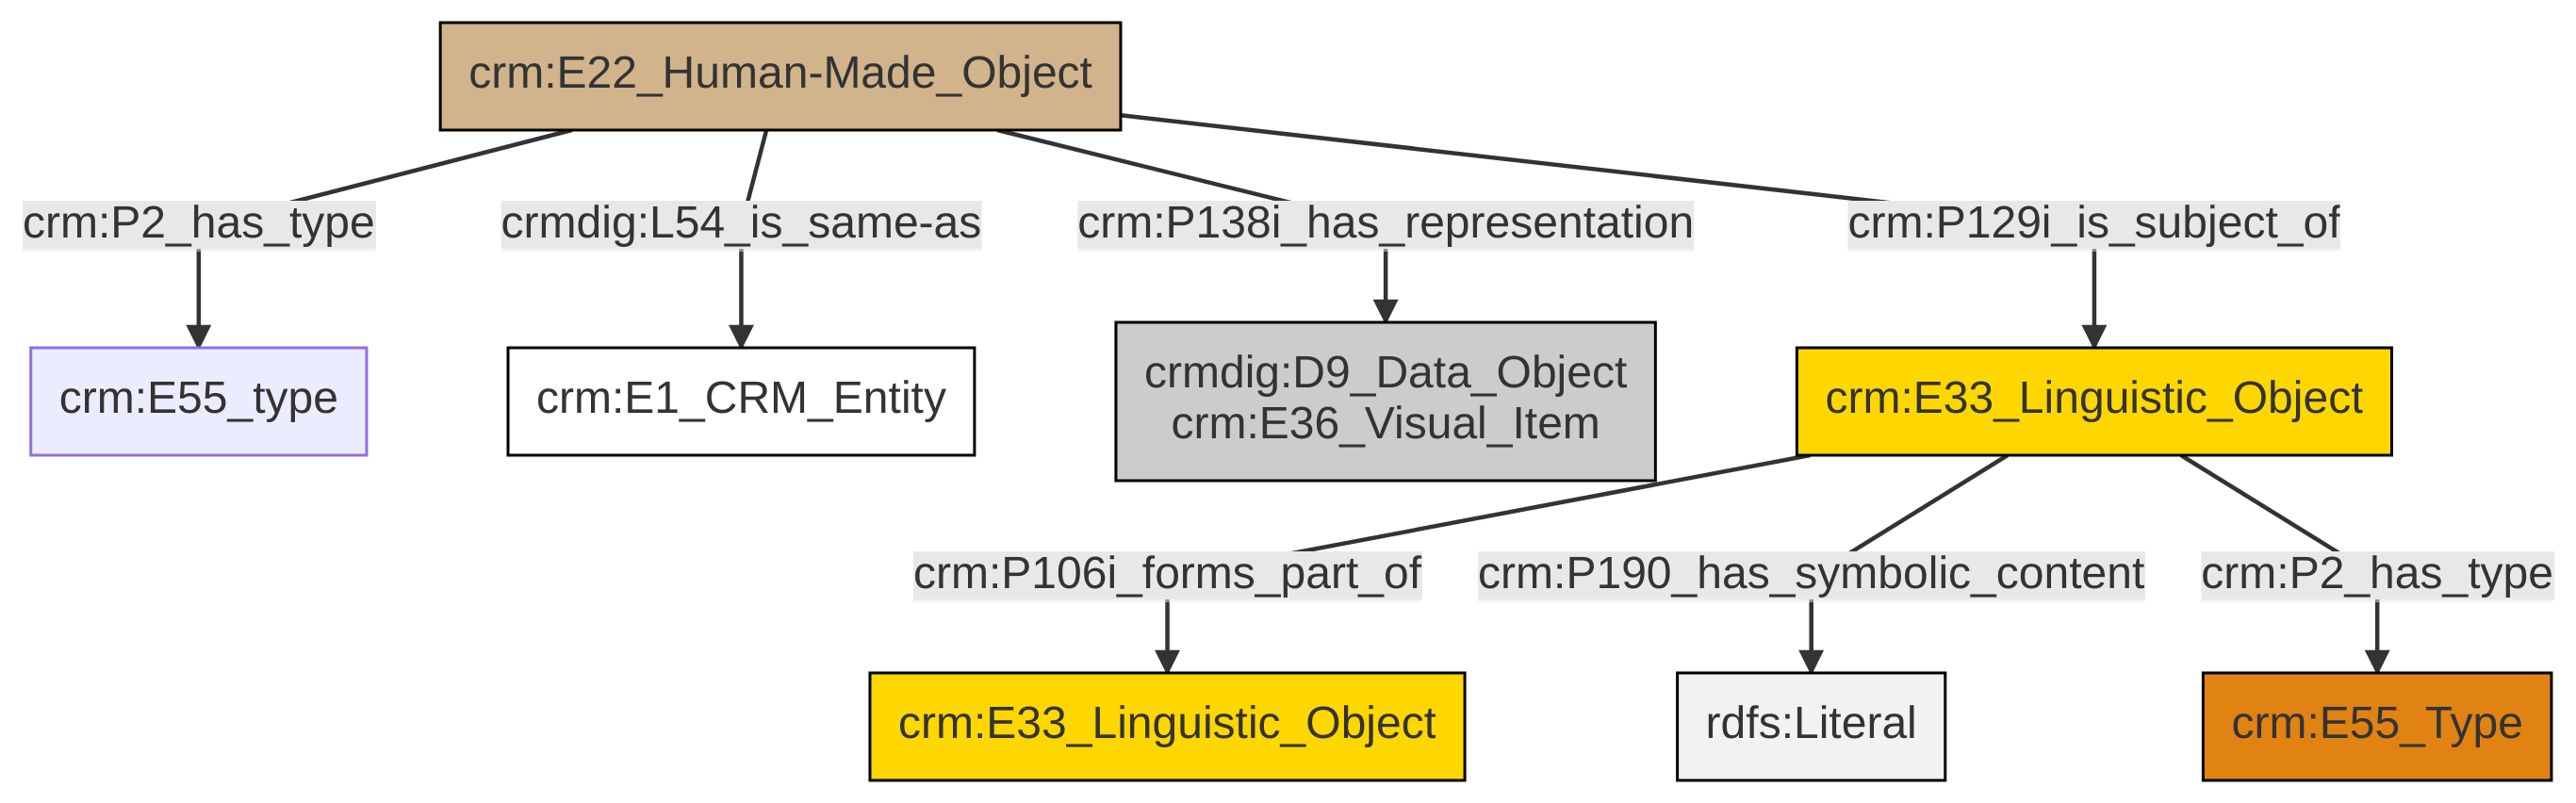 crm:E22_Human-Made_Object
crm:P2_has_type
crmdig:L54_is_same-as
crm:P138i_has_representation
crm:P129i_is_subject_of
crm:E55_type
crm:E1_CRM_Entity
crmdig:D9_Data_Object
crm:E36_Visual_Item
crm:E33_Linguistic_Object
crm:P106i_forms_part_of
crm:P190_has_symbolic_content
crm:P2_has_type
crm:E33_Linguistic_Object
rdfs:Literal
crm:E55_Type